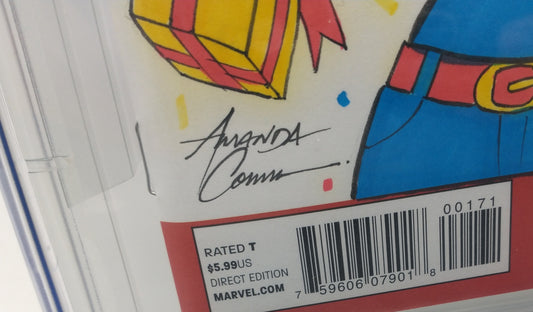 AMANDA
Conner
RATED T
$5.99US
DIRECT EDITION
MARVEL.COM
00171
7 59606 07901 8